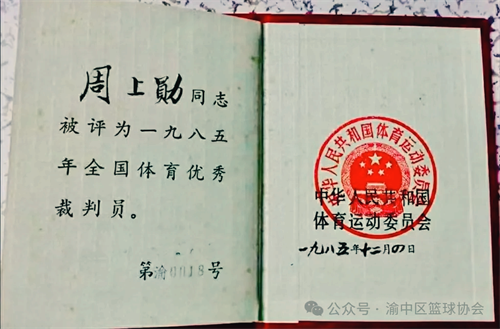 周上勋同志
被评为一九八五
年全国体育优秀
裁判员。
第渝0018号
中华人民共和国体育运动委员会
中华人民共和国
体育运动委员会
一九八五年十二月四日
公众号·渝中区篮球协会